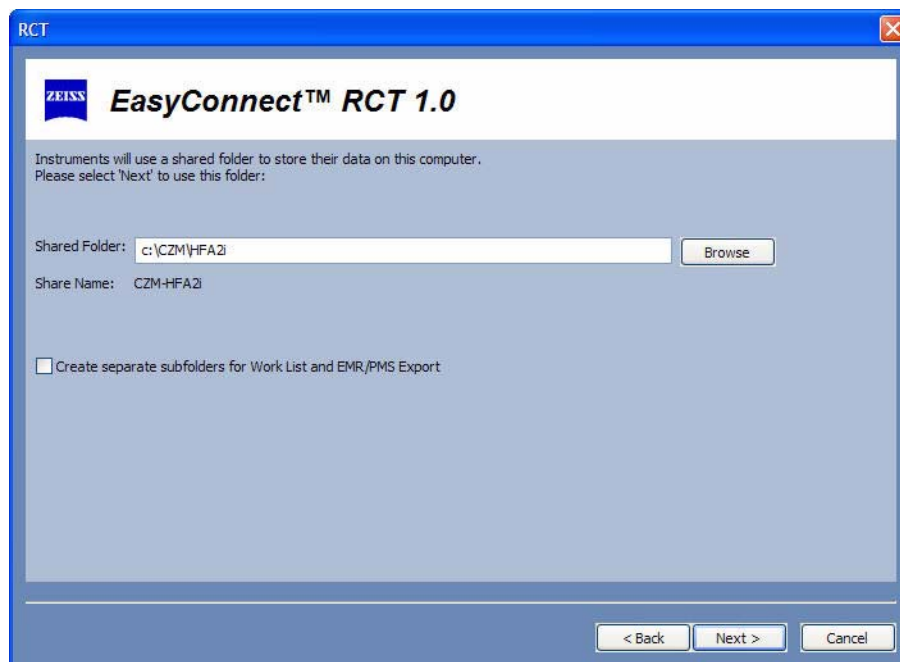 RCT
ZEISS
EasyConnect™ RCT 1.0
Instruments will use a shared folder to store their data on this computer.
Please select 'Next' to use this folder:
Shared Folder: c:\CZM\HFA2i Browse
Share Name: CZM-HFA2i
Create separate subfolders for Work List and EMR/PMS Export
< Back Next > Cancel